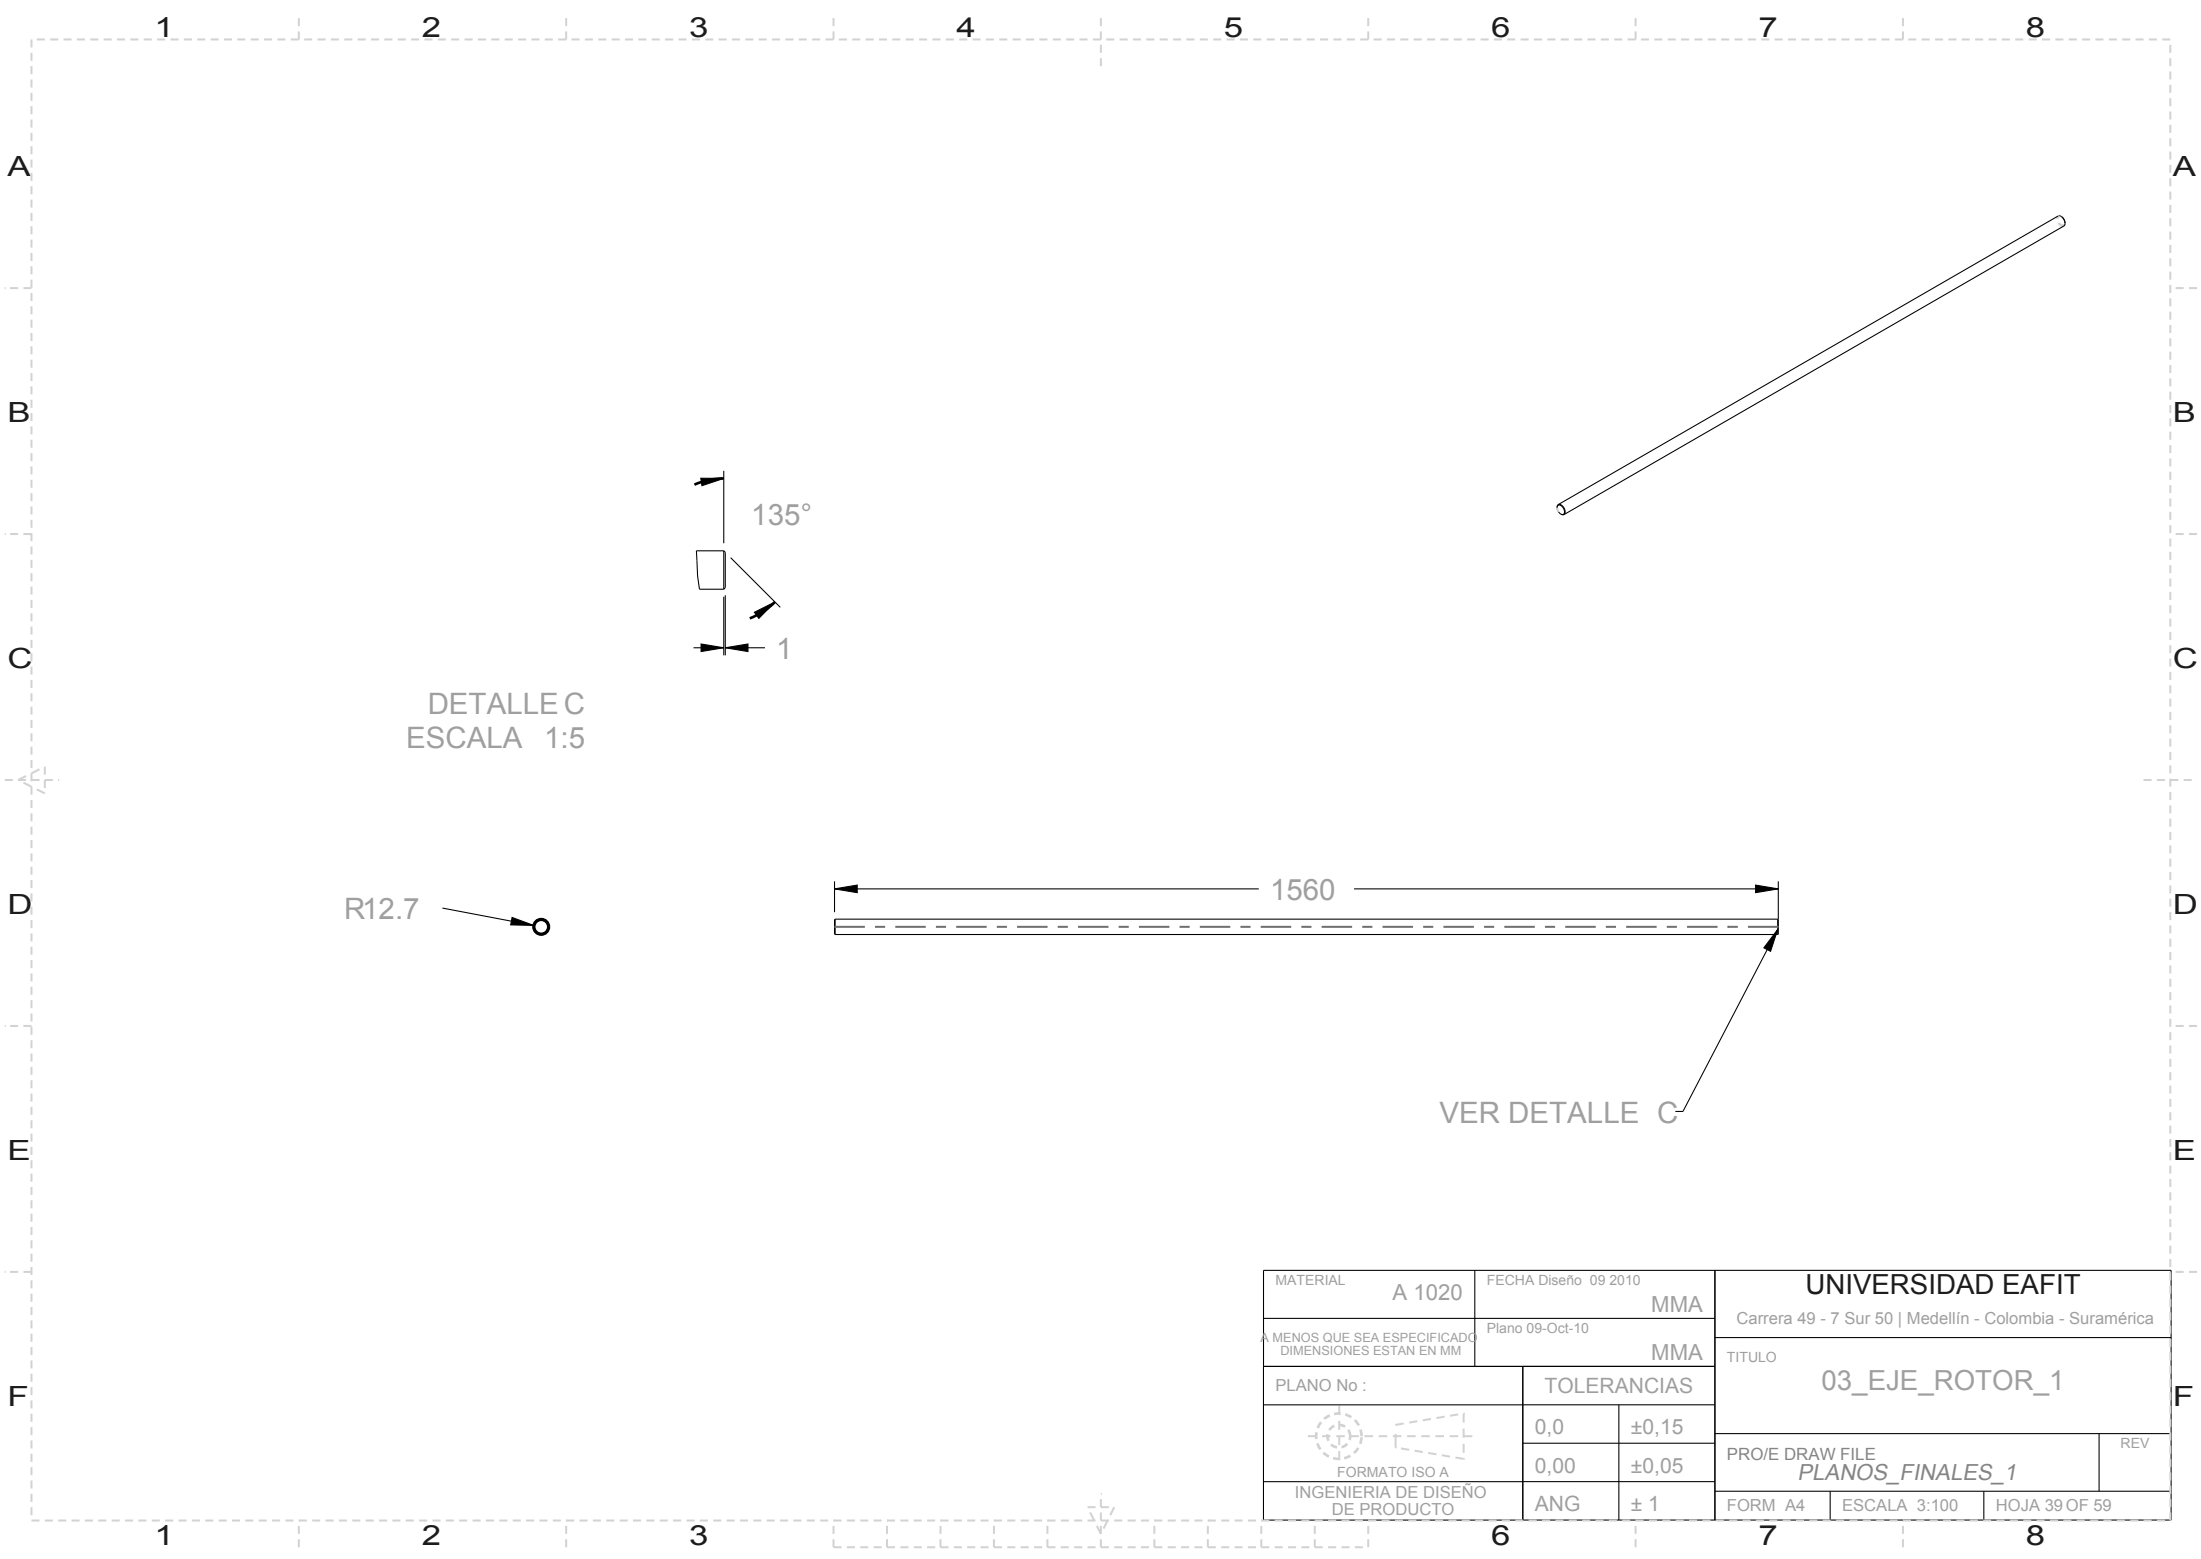 1 2 3 4 5 6 7 8
A A
B B
135°
C C
1
DETALLE C
ESCALA 1:5
D D
R12.7
1560
VER DETALLE C
E E
F F
MATERIAL
A 1020
FECHA Diseño 09 2010
MMA
A MENOS QUE SEA ESPECIFICADO
DIMENSIONES ESTAN EN MM
Plano 09-Oct-10
MMA
PLANO No :
TOLERANCIAS
0,0 ±0,15
0,00 ±0,05
ANG ± 1
FORMATO ISO A
INGENIERIA DE DISEÑO
DE PRODUCTO
UNIVERSIDAD EAFIT
Carrera 49 - 7 Sur 50 | Medellín - Colombia - Suramérica
TITULO
03_EJE_ROTOR_1
PRO/E DRAW FILE
PLANOS_FINALES_1
REV
FORM A4
ESCALA 3:100
HOJA 39 OF 59
1 2 3 6 7 8